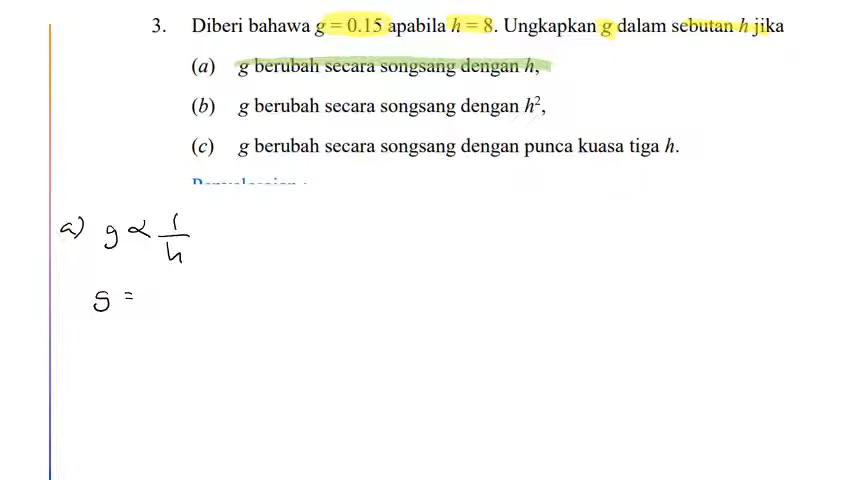 3. Diberi bahawa g = 0.15 apabila h = 8. Ungkapkan g dalam sebutan h jika
(a) g berubah secara songsang dengan h,
(b) g berubah secara songsang dengan h²,
(c) g berubah secara songsang dengan punca kuasa tiga h.
a) g ∝ 1/h
g =